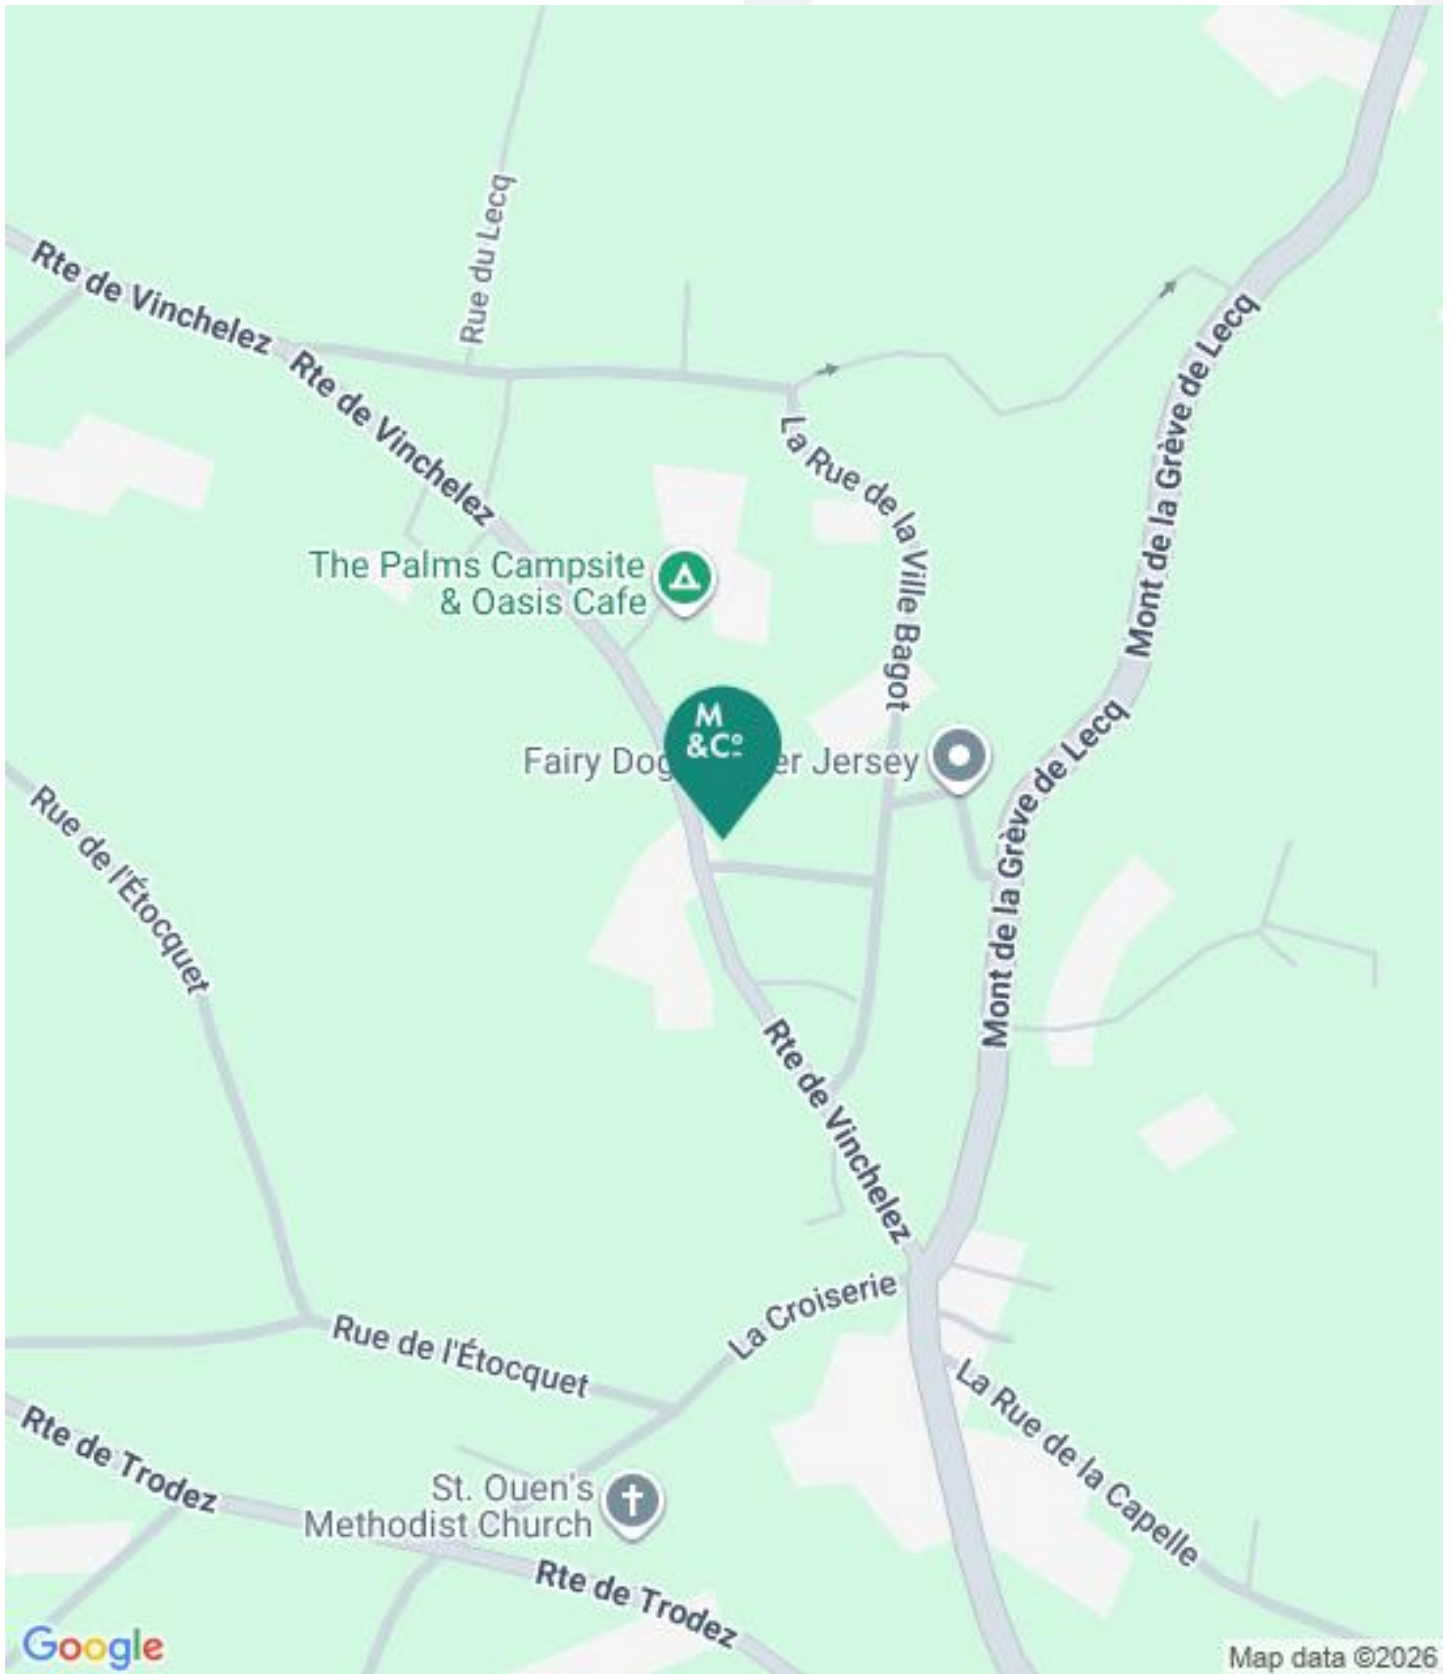 Rue du Lecq
Rte de Vinchelez
Rte de Vinchelez
Mont de la Grève de Lecq
La Rue de la Ville Bagot
The Palms Campsite
& Oasis Cafe
M
&Co
Fairy Dog er Jersey
Mont de la Grève de Lecq
Rue de l'Étocquet
Rte de Vinchelez
La Croiserie
Rue de l'Étocquet
La Rue de la Capelle
Rte de Trodez
St. Ouen's
Methodist Church
Rte de Trodez
Google
Map data ©2026